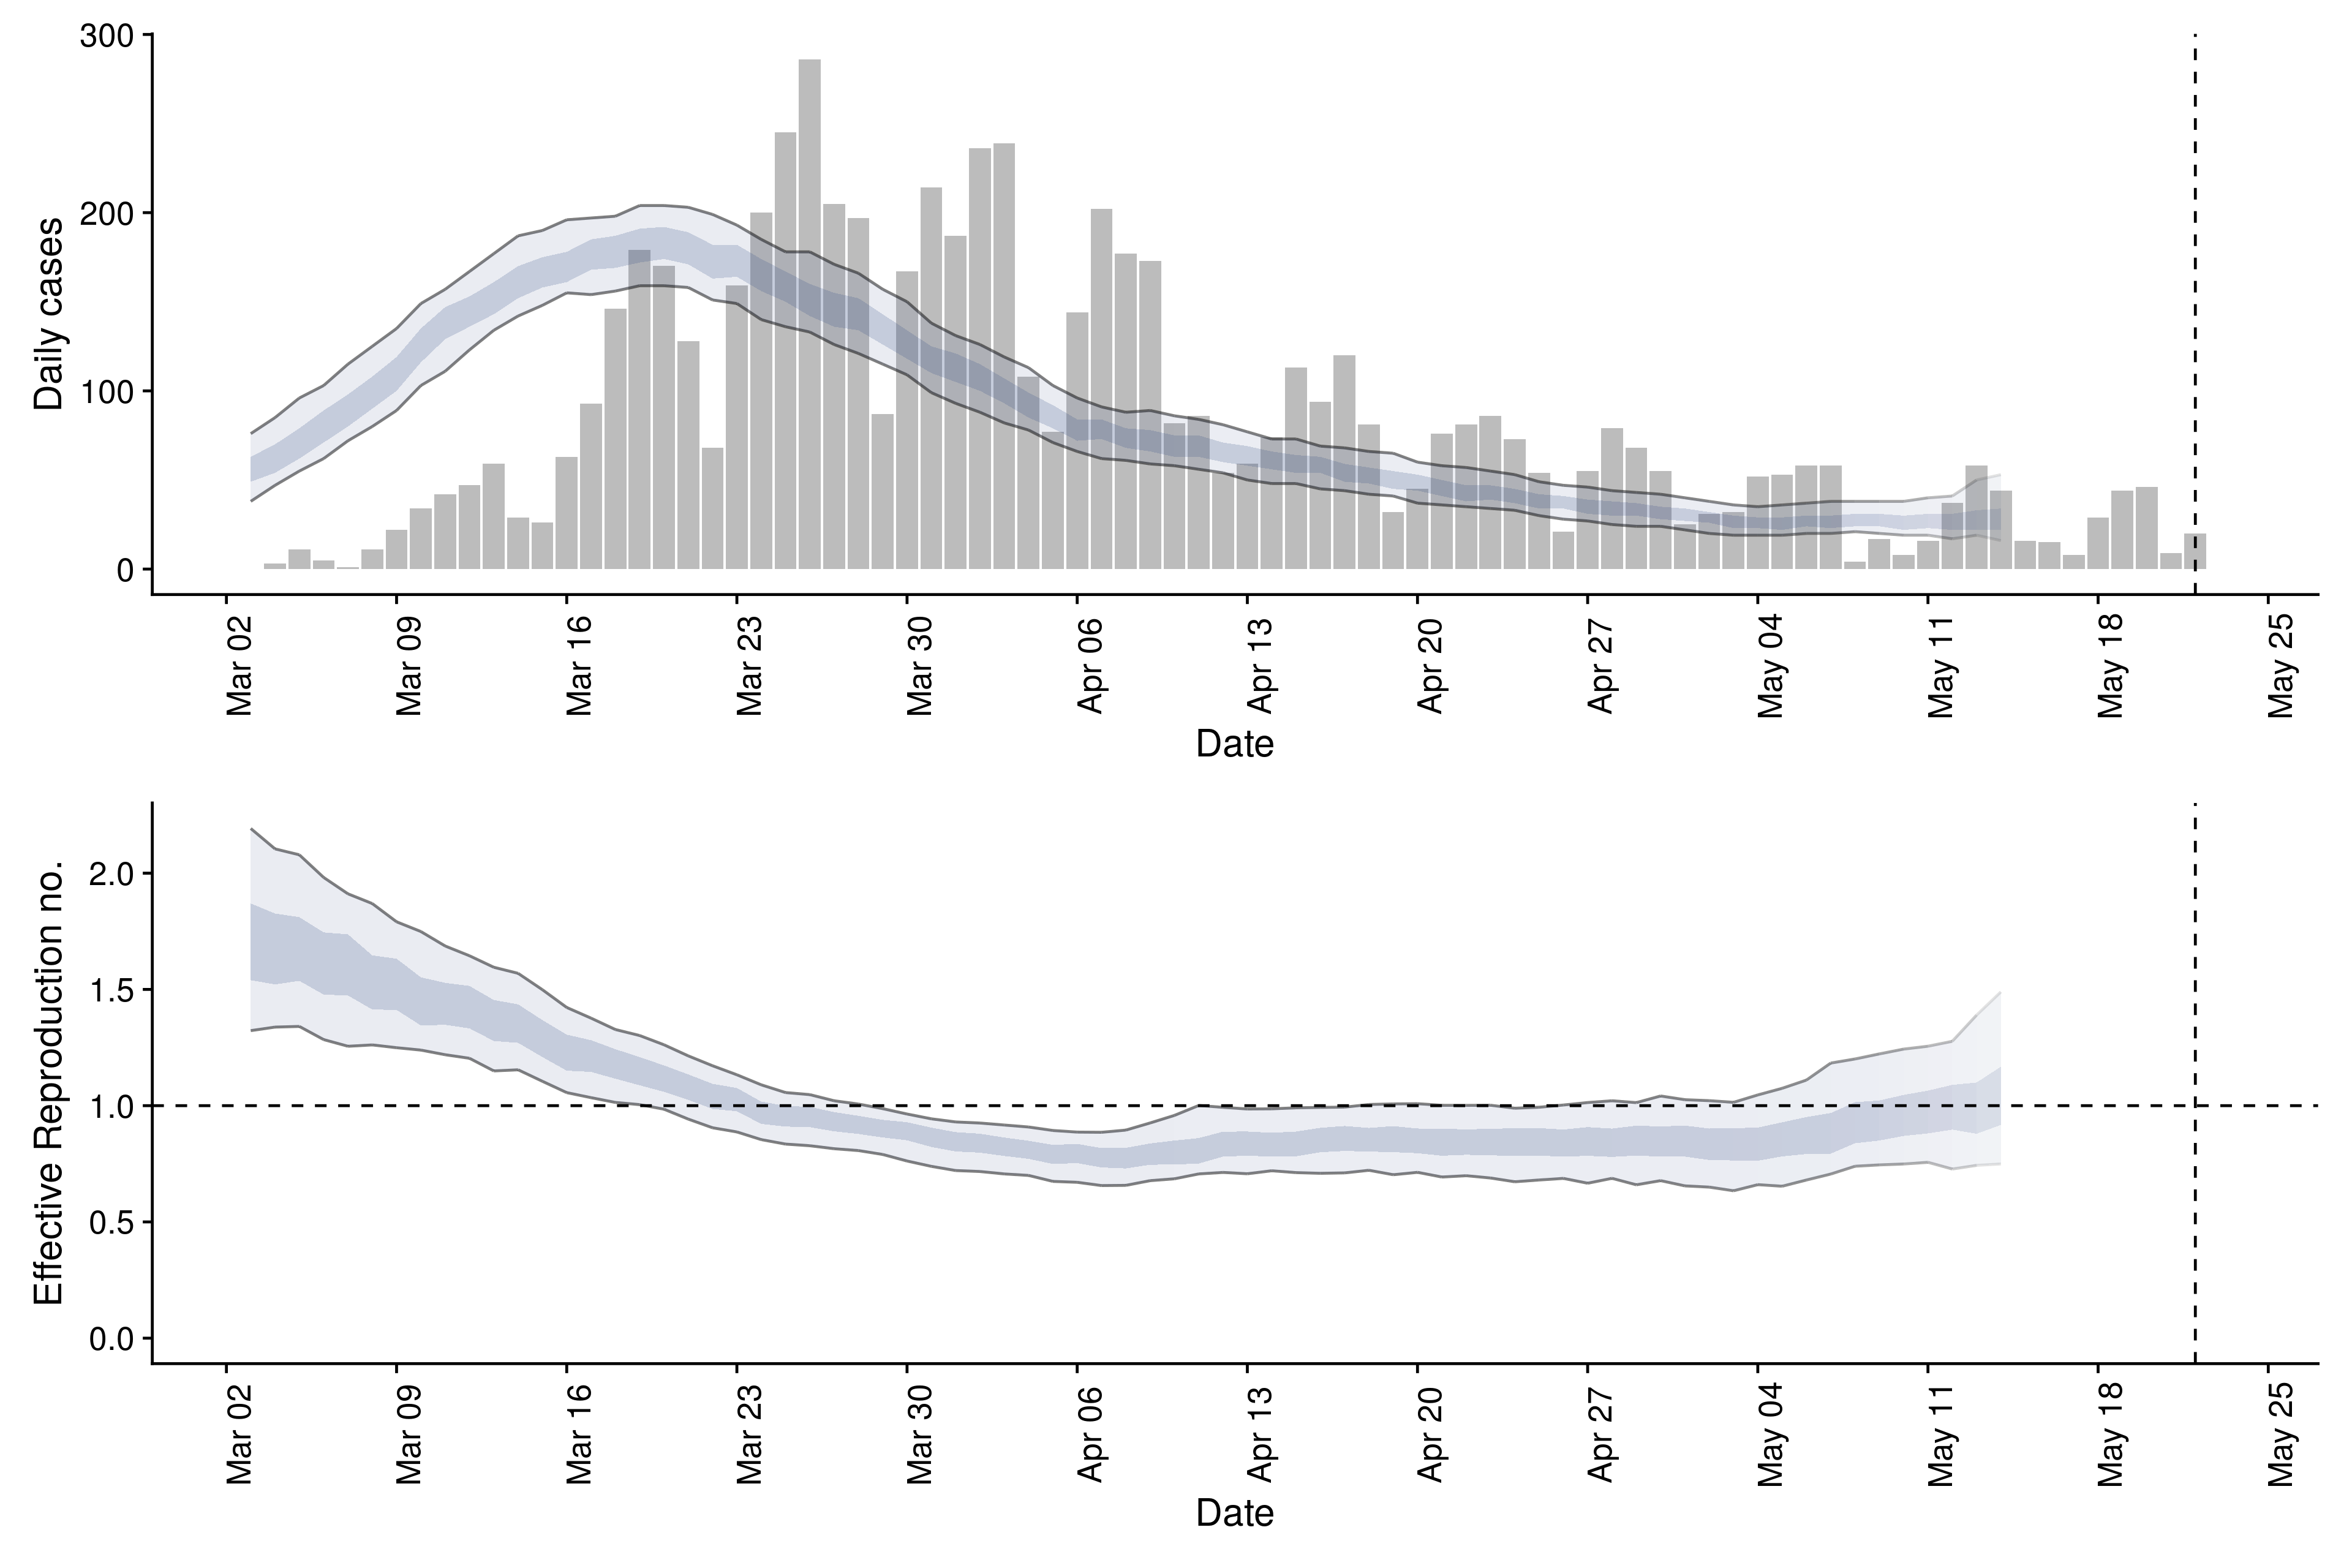 Daily cases
300
200
100
0
Mar 02
Mar 09
Mar 16
Mar 23
Mar 30
Apr 06
Apr 13
Apr 20
Apr 27
May 04
May 11
May 18
May 25
Date
Effective Reproduction no.
2.0
1.5
1.0
0.5
0.0
Mar 02
Mar 09
Mar 16
Mar 23
Mar 30
Apr 06
Apr 13
Apr 20
Apr 27
May 04
May 11
May 18
May 25
Date